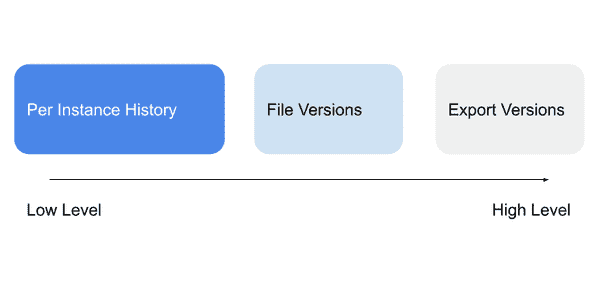 Per Instance History
File Versions
Export Versions
Low Level
High Level